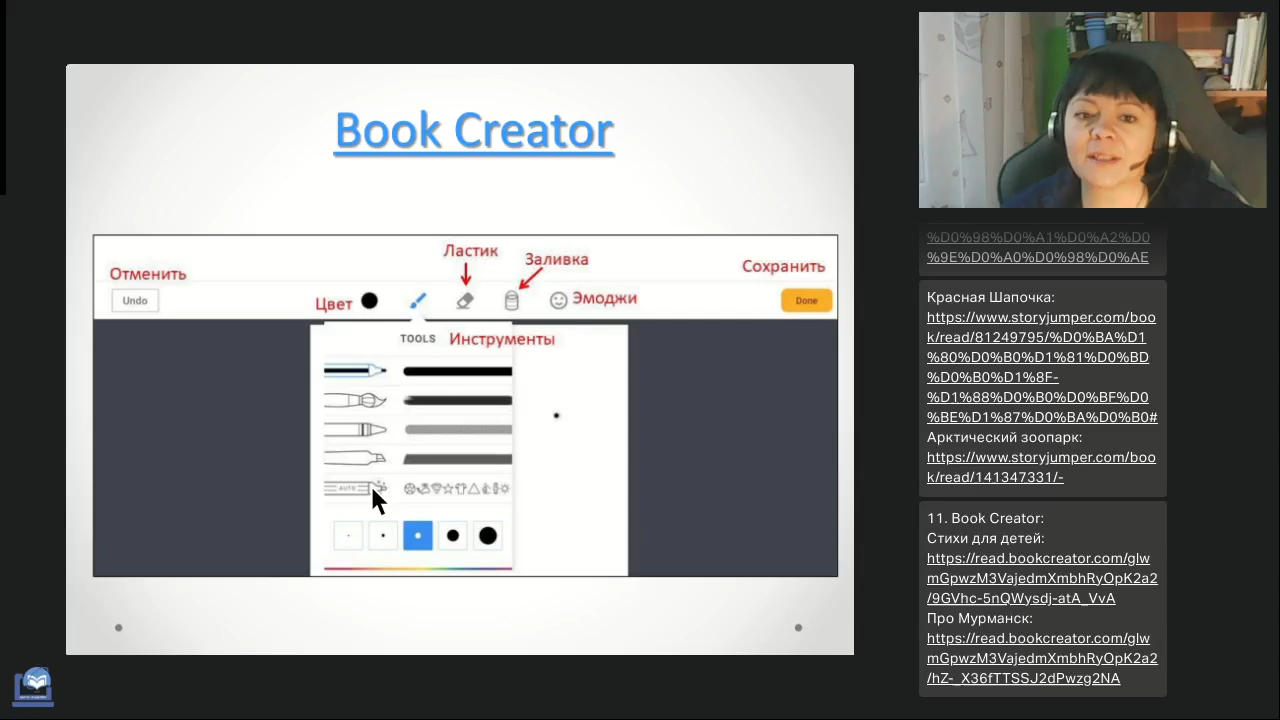 Book Creator
Ластик
Заливка
Отменить
Сохранить
Undo
Цвет
Эмоджи
Done
TOOLS
Инструменты
AUTO
%D0%98%D0%A1%D0%A2%D0
%9E%D0%A0%D0%98%D0%AE
Красная Шапочка:
https://www.storyjumper.com/boo
k/read/81249795/%D0%BA%D1
%80%D0%B0%D1%81%D0%BD
%D0%B0%D1%8F-
%D1%88%D0%B0%D0%BF%D0
%BE%D1%87%D0%BA%D0%B0#
Арктический зоопарк:
https://www.storyjumper.com/boo
k/read/141347331/-
11. Book Creator:
Стихи для детей:
https://read.bookcreator.com/glw
mGpwzM3VajedmXmbhRyOpK2a2
/9GVhc-5nQWysdj-atA_VvA
Про Мурманск:
https://read.bookcreator.com/glw
mGpwzM3VajedmXmbhRyOpK2a2
/hZ-_X36fTTSSJ2dPwzg2NA